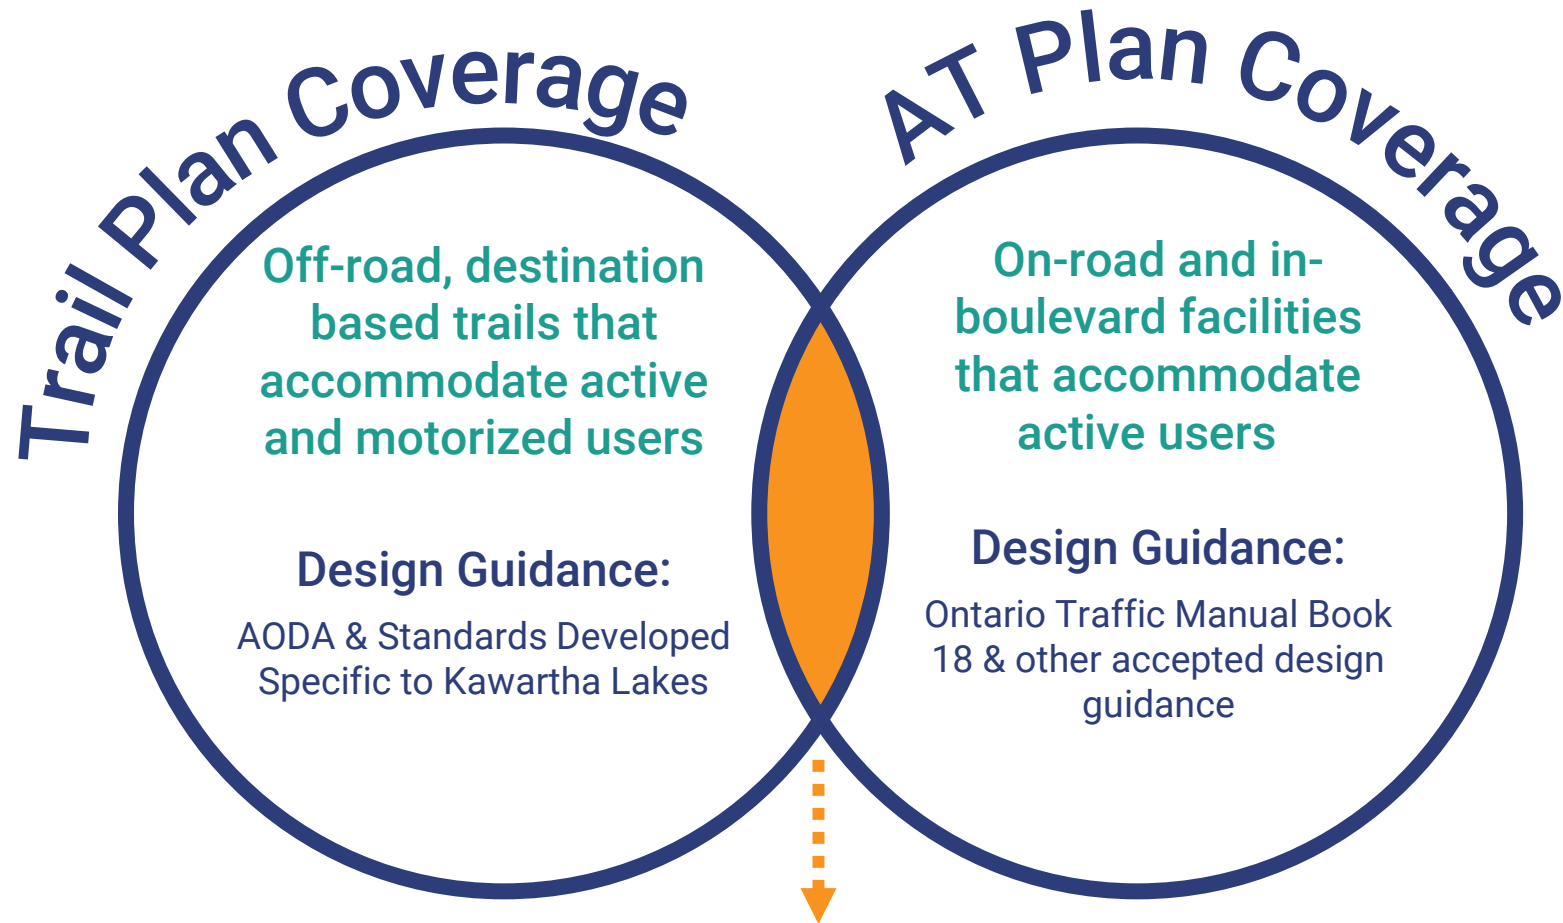 Trail Plan Coverage
Off-road, destination
based trails that
accommodate active
and motorized users
Design Guidance:
AODA & Standards Developed
Specific to Kawartha Lakes
AT Plan Coverage
On-road and in-
boulevard facilities
that accommodate
active users
Design Guidance:
Ontario Traffic Manual Book
18 & other accepted design
guidance